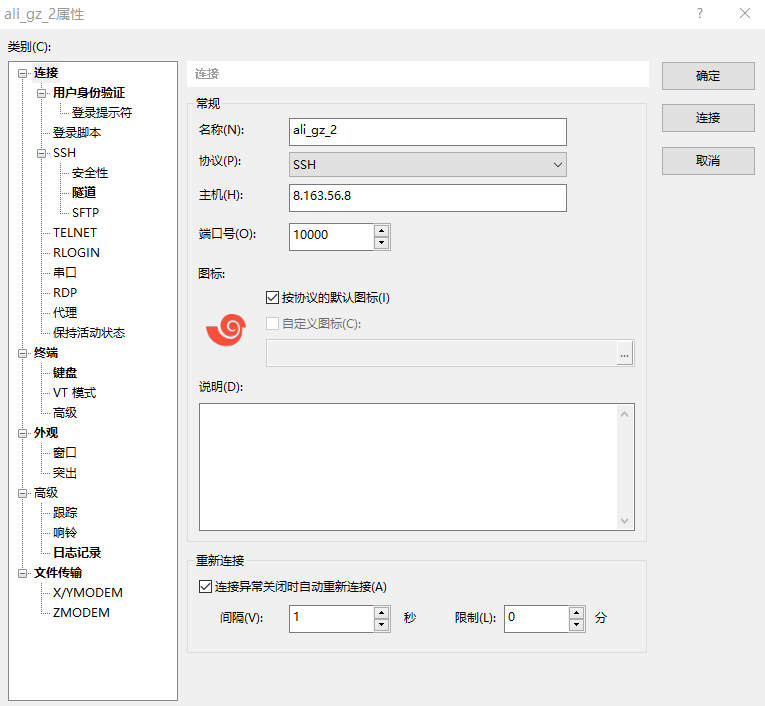 ali_gz_2属性
类别(C):
连接
用户身份验证
登录提示符
登录脚本
SSH
安全性
隧道
SFTP
TELNET
RLOGIN
串口
RDP
代理
保持活动状态
终端
键盘
VT 模式
高级
外观
窗口
突出
高级
跟踪
响铃
日志记录
文件传输
X/YMODEM
ZMODEM
连接
常规
名称(N):
ali_gz_2
协议(P):
SSH
主机(H):
8.163.56.8
端口号(O):
10000
图标:
按协议的默认图标(I)
自定义图标(C):
...
说明(D):
重新连接
连接异常关闭时自动重新连接(A)
间隔(V): 1 秒 限制(L): 0 分
确定
连接
取消